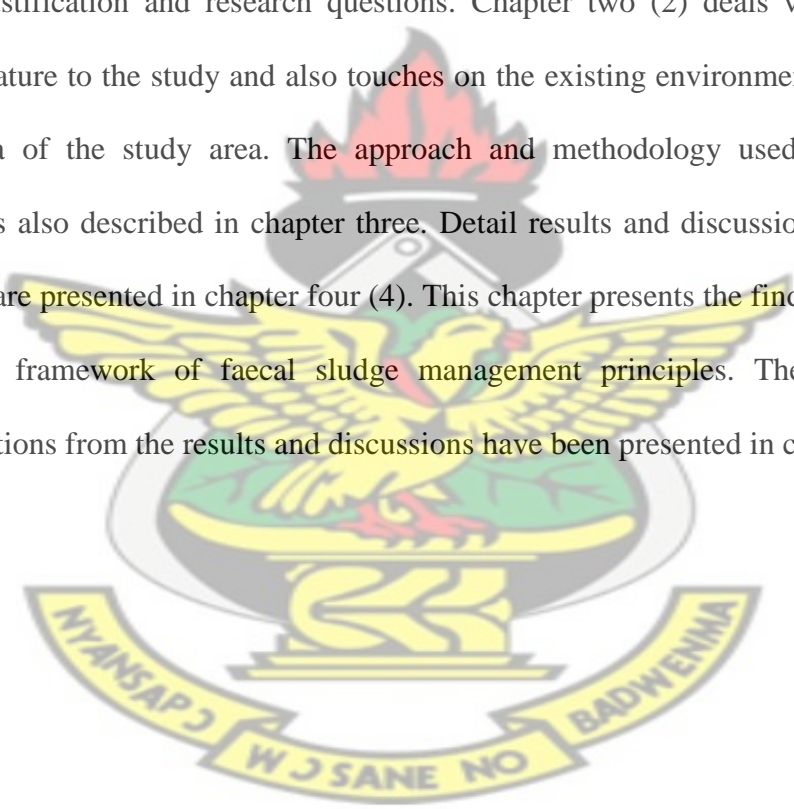 justification and research questions. Chapter two (2) deals
ature to the study and also touches on the existing environme
a of the study area. The approach and methodology used
s also described in chapter three. Detail results and discussio
are presented in chapter four (4). This chapter presents the find
framework of faecal sludge management principles. The
tions from the results and discussions have been presented in c
NYANSAPƆ
WƆSANE NO
BADWENMA